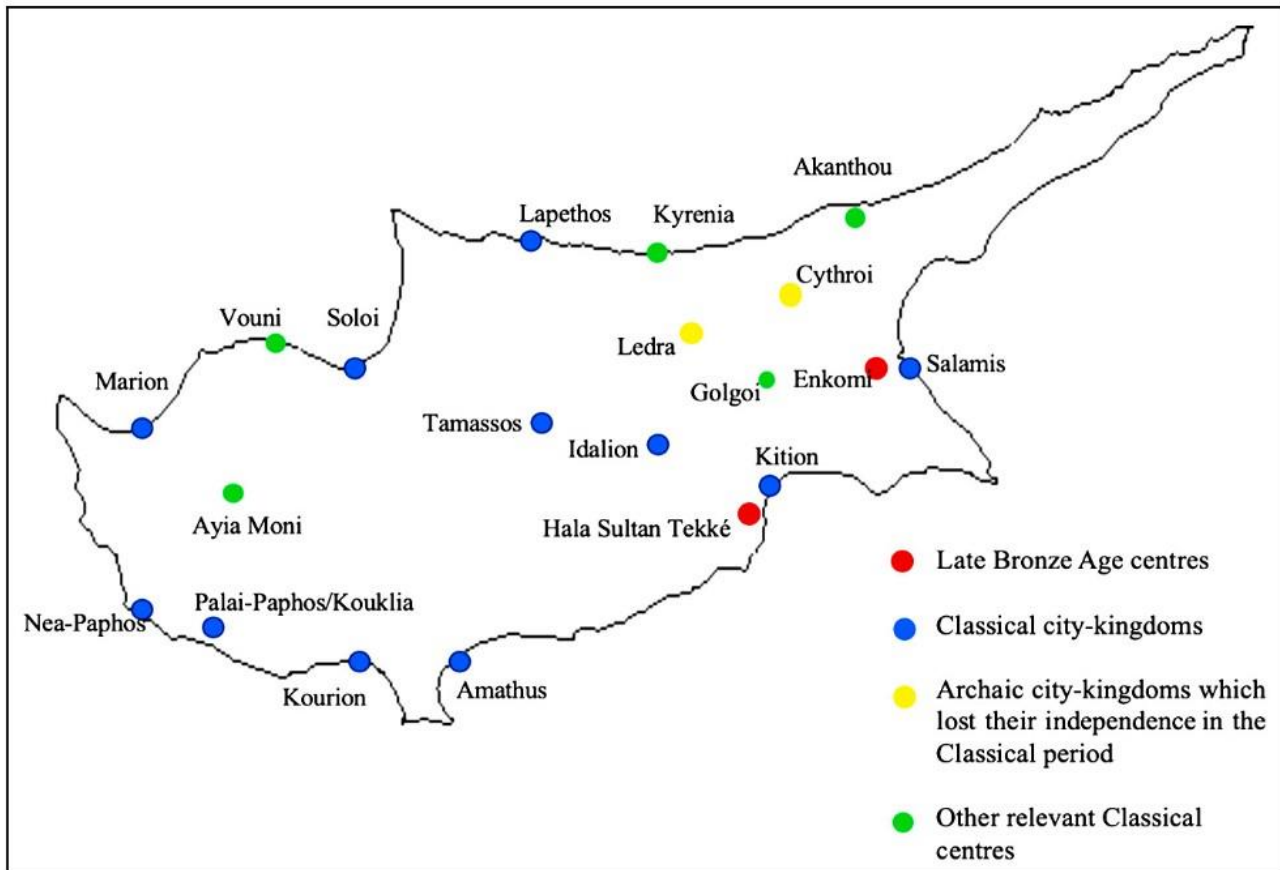 Akanthou
Lapethos
Kyrenia
Cythroi
Vouni
Soloi
Ledra
Salamis
Enkomi
Golgoi
Marion
Tamassos
Idalion
Kition
Ayia Moni
Hala Sultan Tekké
Late Bronze Age centres
Palai-Paphos/Kouklia
Nea-Paphos
Classical city-kingdoms
Kourion
Amathus
Archaic city-kingdoms which
lost their independence in the
Classical period
Other relevant Classical
centres